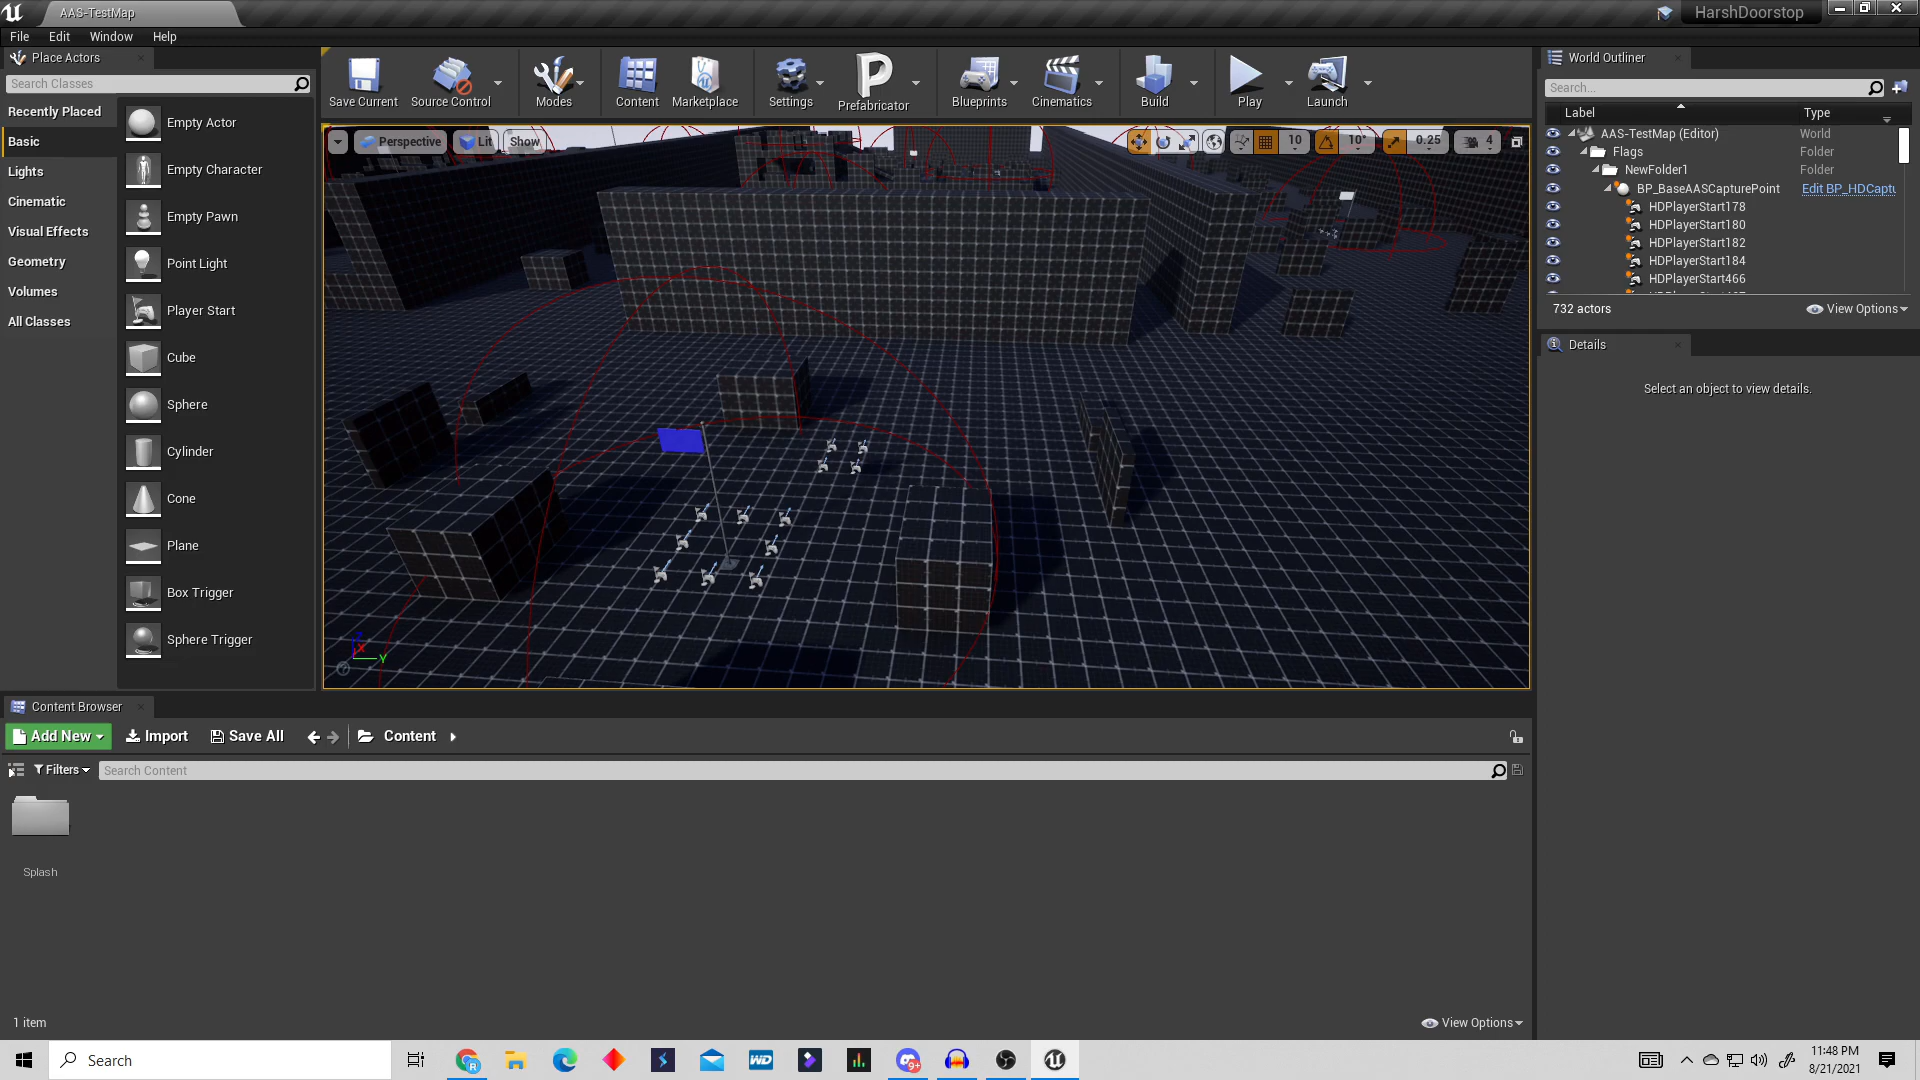 AAS-TestMap
HarshDoorstop
File Edit Window Help
Place Actors
Search Classes
Recently Placed
Basic
Lights
Cinematic
Visual Effects
Geometry
Volumes
All Classes
Empty Actor
Empty Character
Empty Pawn
Point Light
Player Start
Cube
Sphere
Cylinder
Cone
Plane
Box Trigger
Sphere Trigger
Save Current Source Control Modes Content Marketplace Settings Prefabricator Blueprints Cinematics Build Play Launch
Perspective Lit Show
10 10° 0.25 4
X Y
World Outliner
Search...
Label Type
AAS-TestMap (Editor) World
Flags Folder
NewFolder1 Folder
BP_BaseAASCapturePoint Edit BP_HDCaptu
HDPlayerStart178
HDPlayerStart180
HDPlayerStart182
HDPlayerStart184
HDPlayerStart466
732 actors View Options
Details
Select an object to view details.
Content Browser
Add New Import Save All Content
Filters Search Content
Splash
1 item View Options
Search
WD
R
9+
11:48 PM
8/21/2021